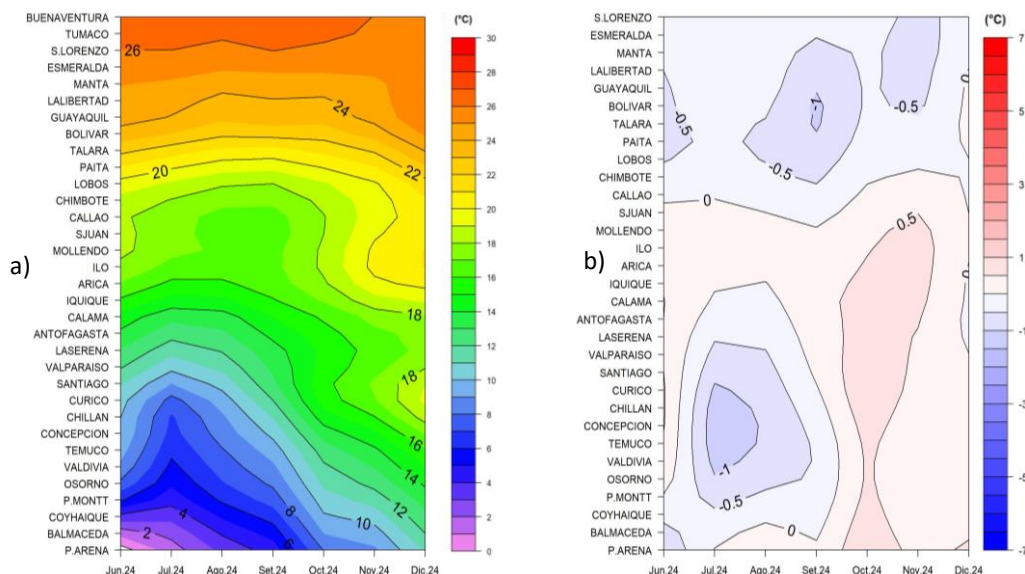 a)
BUENAVENTURA
TUMACO
S.LORENZO
ESMERALDA
MANTA
LALIBERTAD
GUAYAQUIL
BOLIVAR
TALARA
PAITA
LOBOS
CHIMBOTE
CALLAO
SJUAN
MOLLENDO
ILO
ARICA
IQUIQUE
CALAMA
ANTOFAGASTA
LASERENA
VALPARAISO
SANTIAGO
CURICO
CHILLAN
CONCEPCION
TEMUCO
VALDIVIA
OSORNO
P.MONTT
COYHAIQUE
BALMACEDA
P.ARENA
Jun.24 Jul.24 Ago.24 Set.24 Oct.24 Nov.24 Dic.24
26
24
22
20
18
18
16
14
12
10
8
6
4
2
(°C)
30
28
26
24
22
20
18
16
14
12
10
8
6
4
2
0
b)
S.LORENZO
ESMERALDA
MANTA
LALIBERTAD
GUAYAQUIL
BOLIVAR
TALARA
PAITA
LOBOS
CHIMBOTE
CALLAO
SJUAN
MOLLENDO
ILO
ARICA
IQUIQUE
CALAMA
ANTOFAGASTA
LASERENA
VALPARAISO
SANTIAGO
CURICO
CHILLAN
CONCEPCION
TEMUCO
VALDIVIA
OSORNO
P.MONTT
COYHAIQUE
BALMACEDA
P.ARENA
Jun.24 Jul.24 Ago.24 Set.24 Oct.24 Nov.24 Dic.24
0
-1
-0.5
-0.5
-0.5
0
0.5
0
-1
-0.5
0
(°C)
7
5
3
1
-1
-3
-5
-7